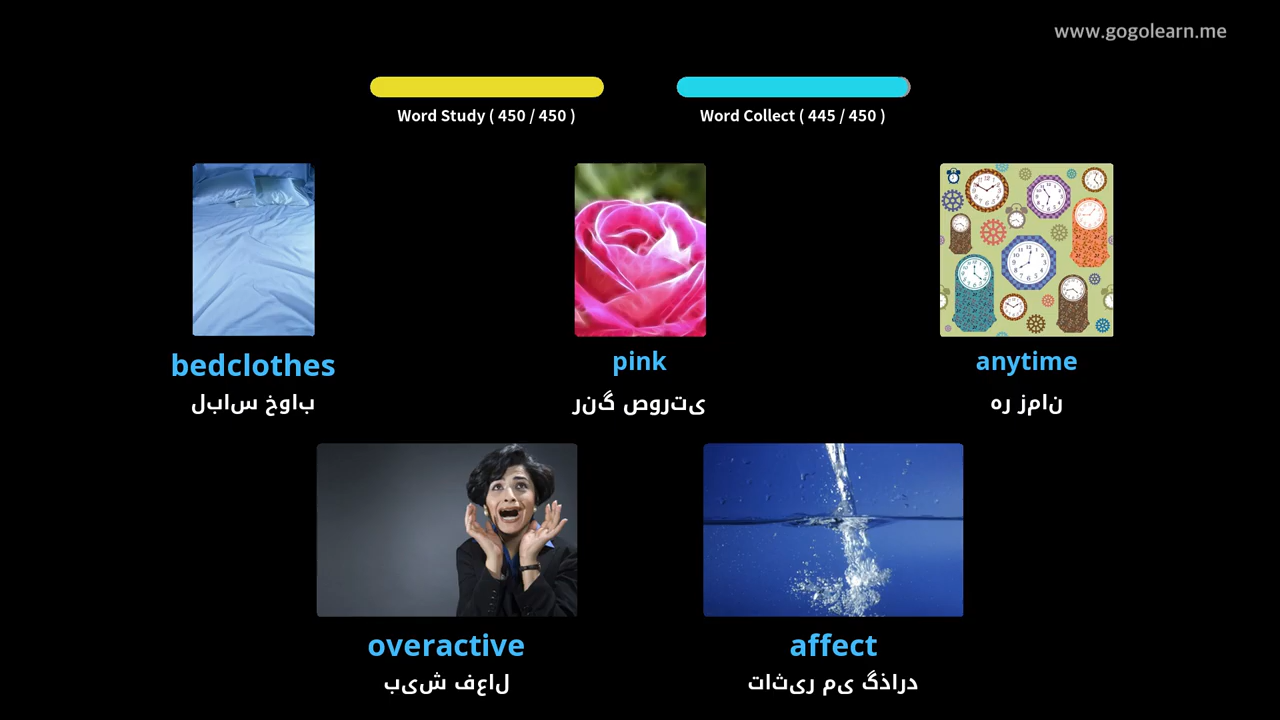 www.gogolearn.me
Word Study ( 450 / 450 )
Word Collect ( 445 / 450 )
bedclothes
باوخ سابل
pink
یتروص گنر
anytime
نامز ره
overactive
لاعف شیب
affect
دراذگ یم ریثات